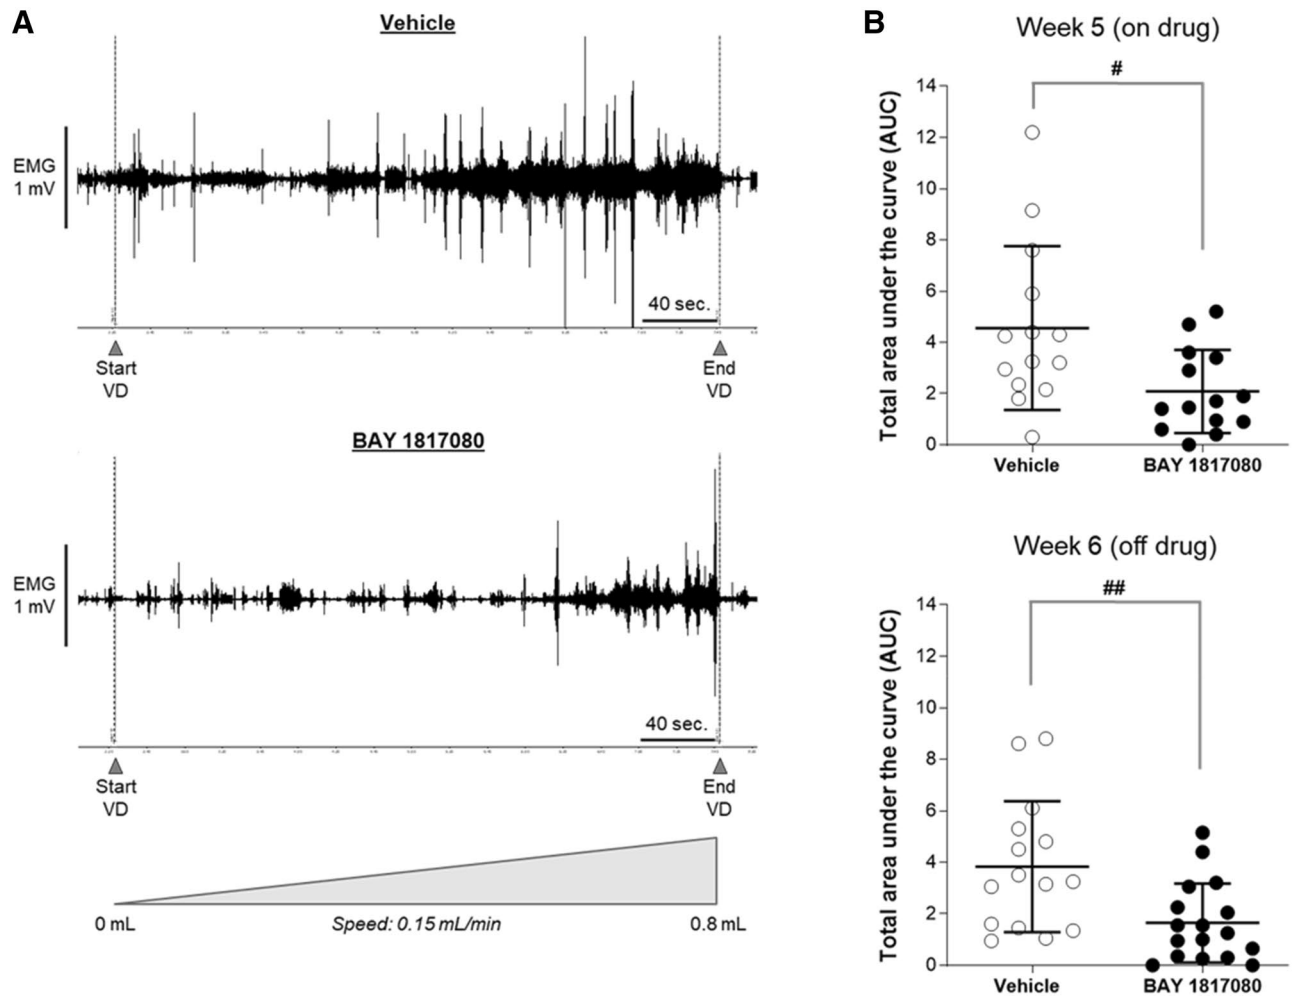 A
Vehicle
EMG
1 mV
40 sec.
Start
VD
End
VD
BAY 1817080
EMG
1 mV
40 sec.
Start
VD
End
VD
0 mL
Speed: 0.15 mL/min
0.8 mL
B
Week 5 (on drug)
#
Total area under the curve (AUC)
14
12
10
8
6
4
2
0
Vehicle
BAY 1817080
Week 6 (off drug)
##
Total area under the curve (AUC)
14
12
10
8
6
4
2
0
Vehicle
BAY 1817080